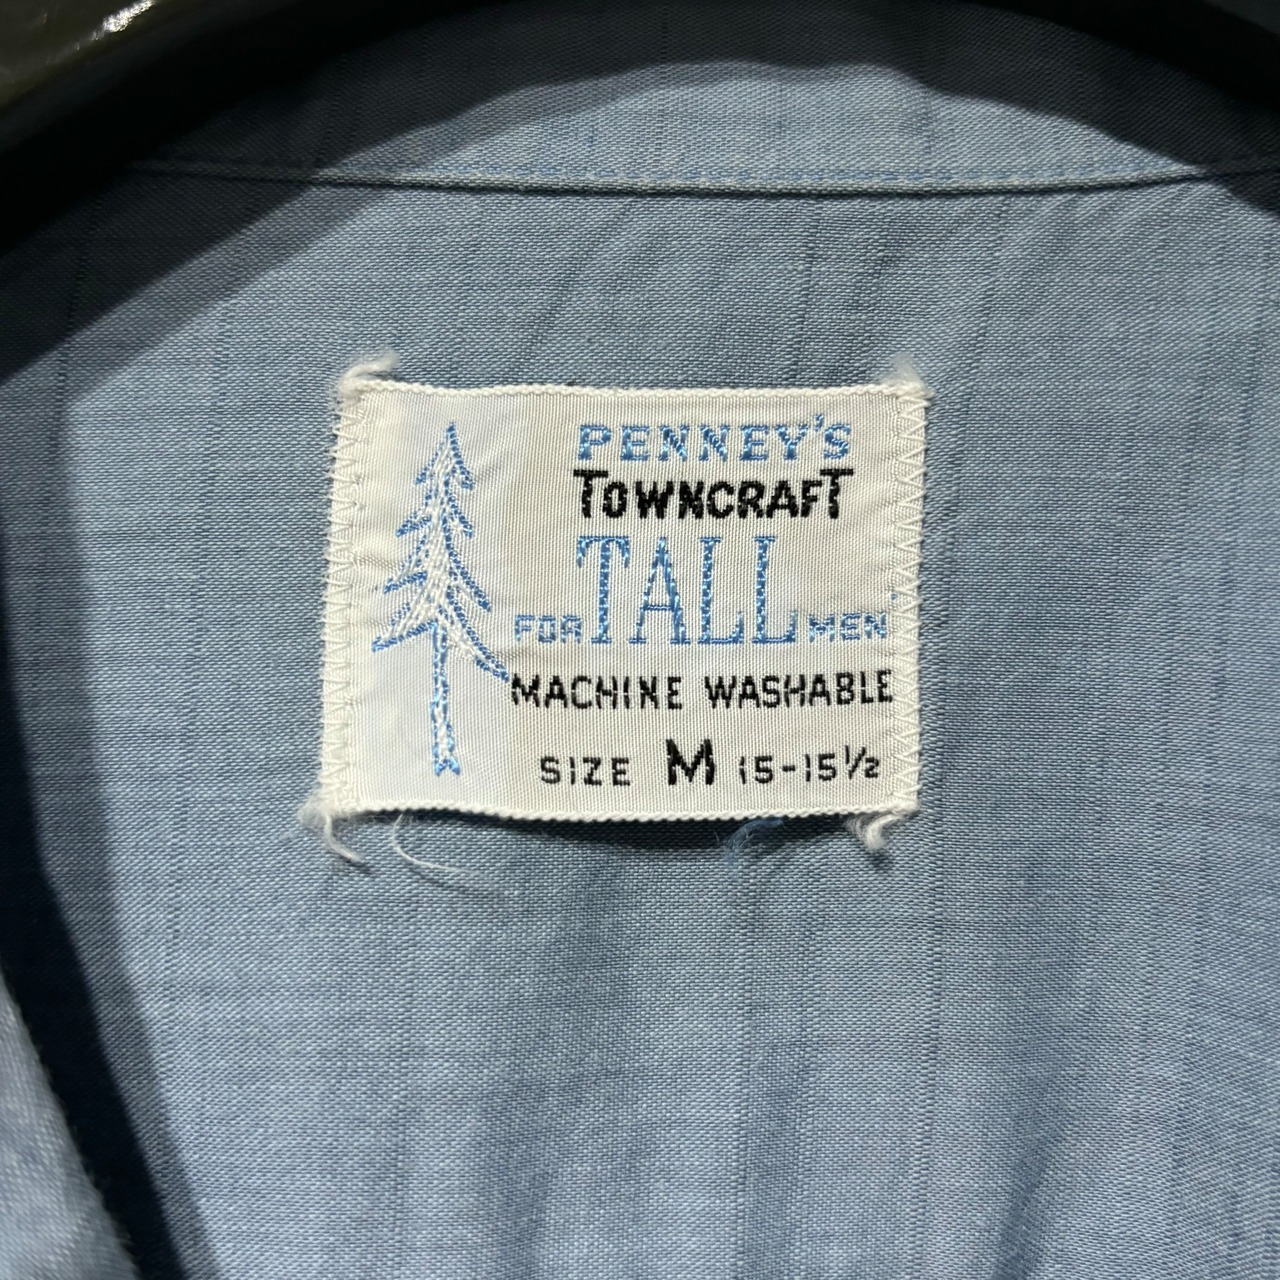 PENNEY'S
TOWNCRAFT
FOR TALL MEN
MACHINE WASHABLE
SIZE M 15-15½